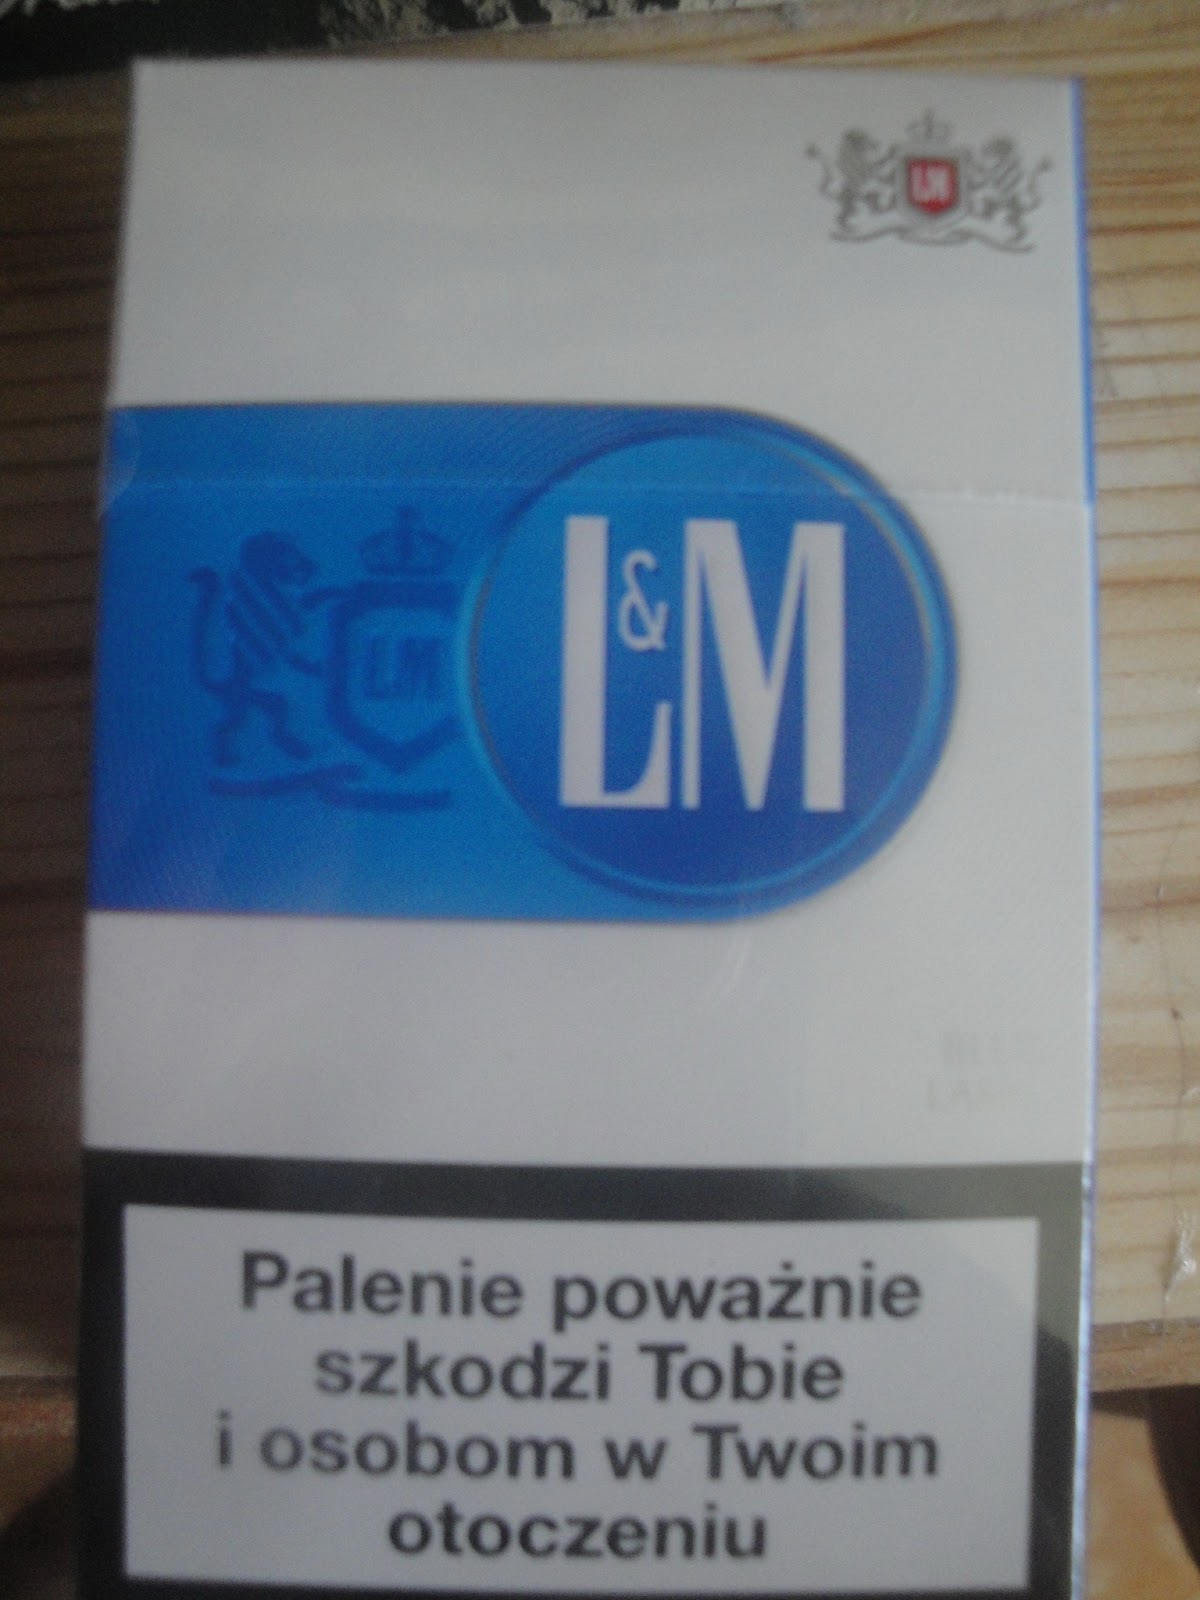 L&M
L&M
L&M
Palenie poważnie
szkodzi Tobie
i osobom w Twoim
otoczeniu